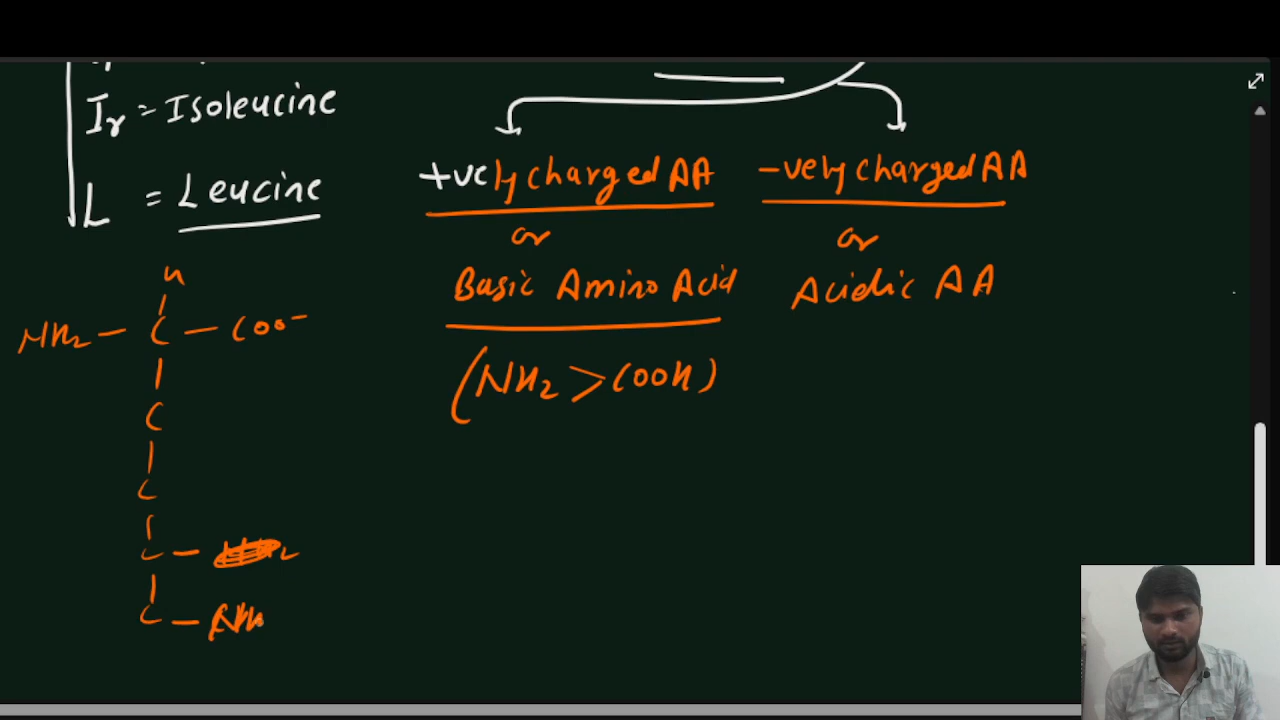 Ir = Isoleucine
L = Leucine
+vely charged AA
or
Basic Amino Acid
(NH2 > COOH)
-vely charged AA
or
Acidic AA
H
NH2 - C - COO-
C
C
C -
C - NH